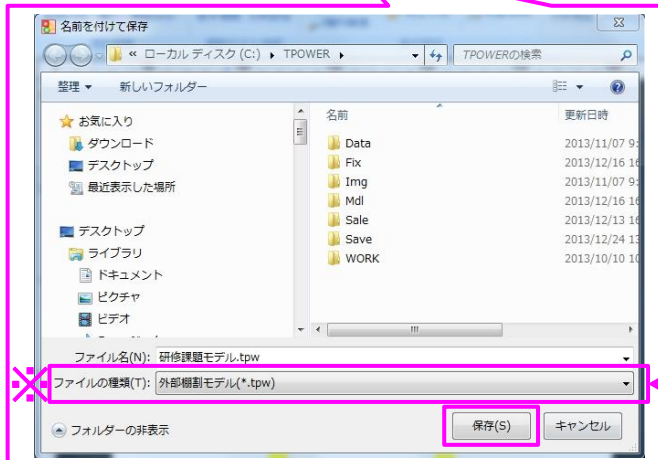 名前を付けて保存
« ローカル ディスク (C:) ▸ TPOWER ▸
TPOWERの検索
整理 ▼ 新しいフォルダー
お気に入り
ダウンロード
デスクトップ
最近表示した場所
デスクトップ
ライブラリ
ドキュメント
ピクチャ
ビデオ
名前 更新日時
Data 2013/11/07 9:
Fix 2013/12/16 16
Img 2013/11/07 9:
Mdl 2013/12/16 16
Sale 2013/12/13 16
Save 2013/12/24 13
WORK 2013/10/10 10
ファイル名(N): 研修課題モデル.tpw
※ ファイルの種類(T): 外部棚割モデル(*.tpw)
フォルダーの非表示
保存(S) キャンセル